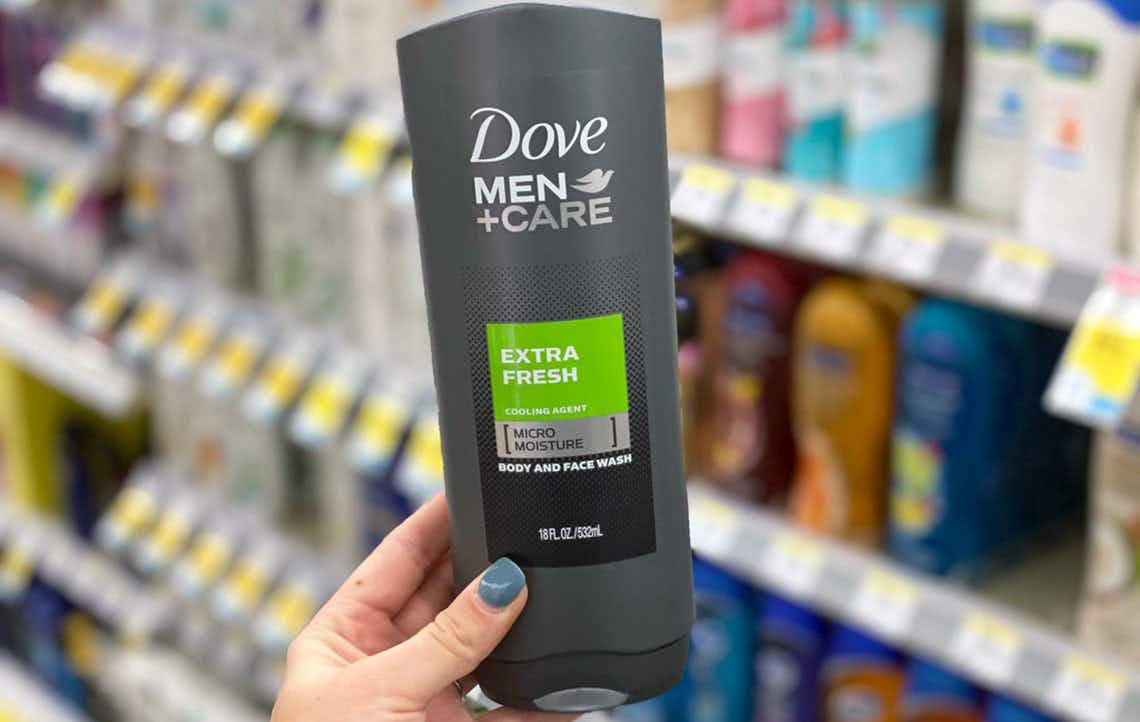 Dove
MEN
+CARE
EXTRA
FRESH
COOLING AGENT
[MICRO
MOISTURE]
BODY AND FACE WASH
18 FL. OZ./532mL